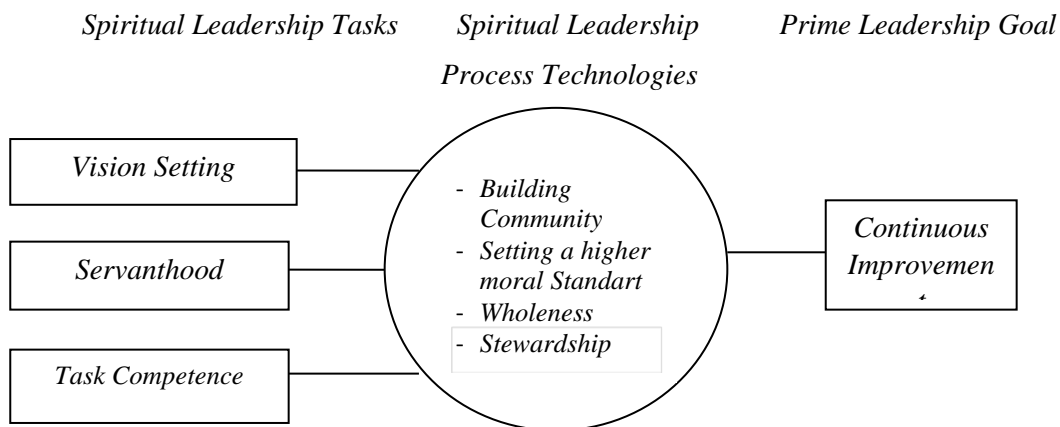 Spiritual Leadership Tasks
Spiritual Leadership
Process Technologies
Prime Leadership Goal
Vision Setting
Servanthood
Task Competence
- Building
Community
- Setting a higher
moral Standart
- Wholeness
- Stewardship
Continuous
Improvemen